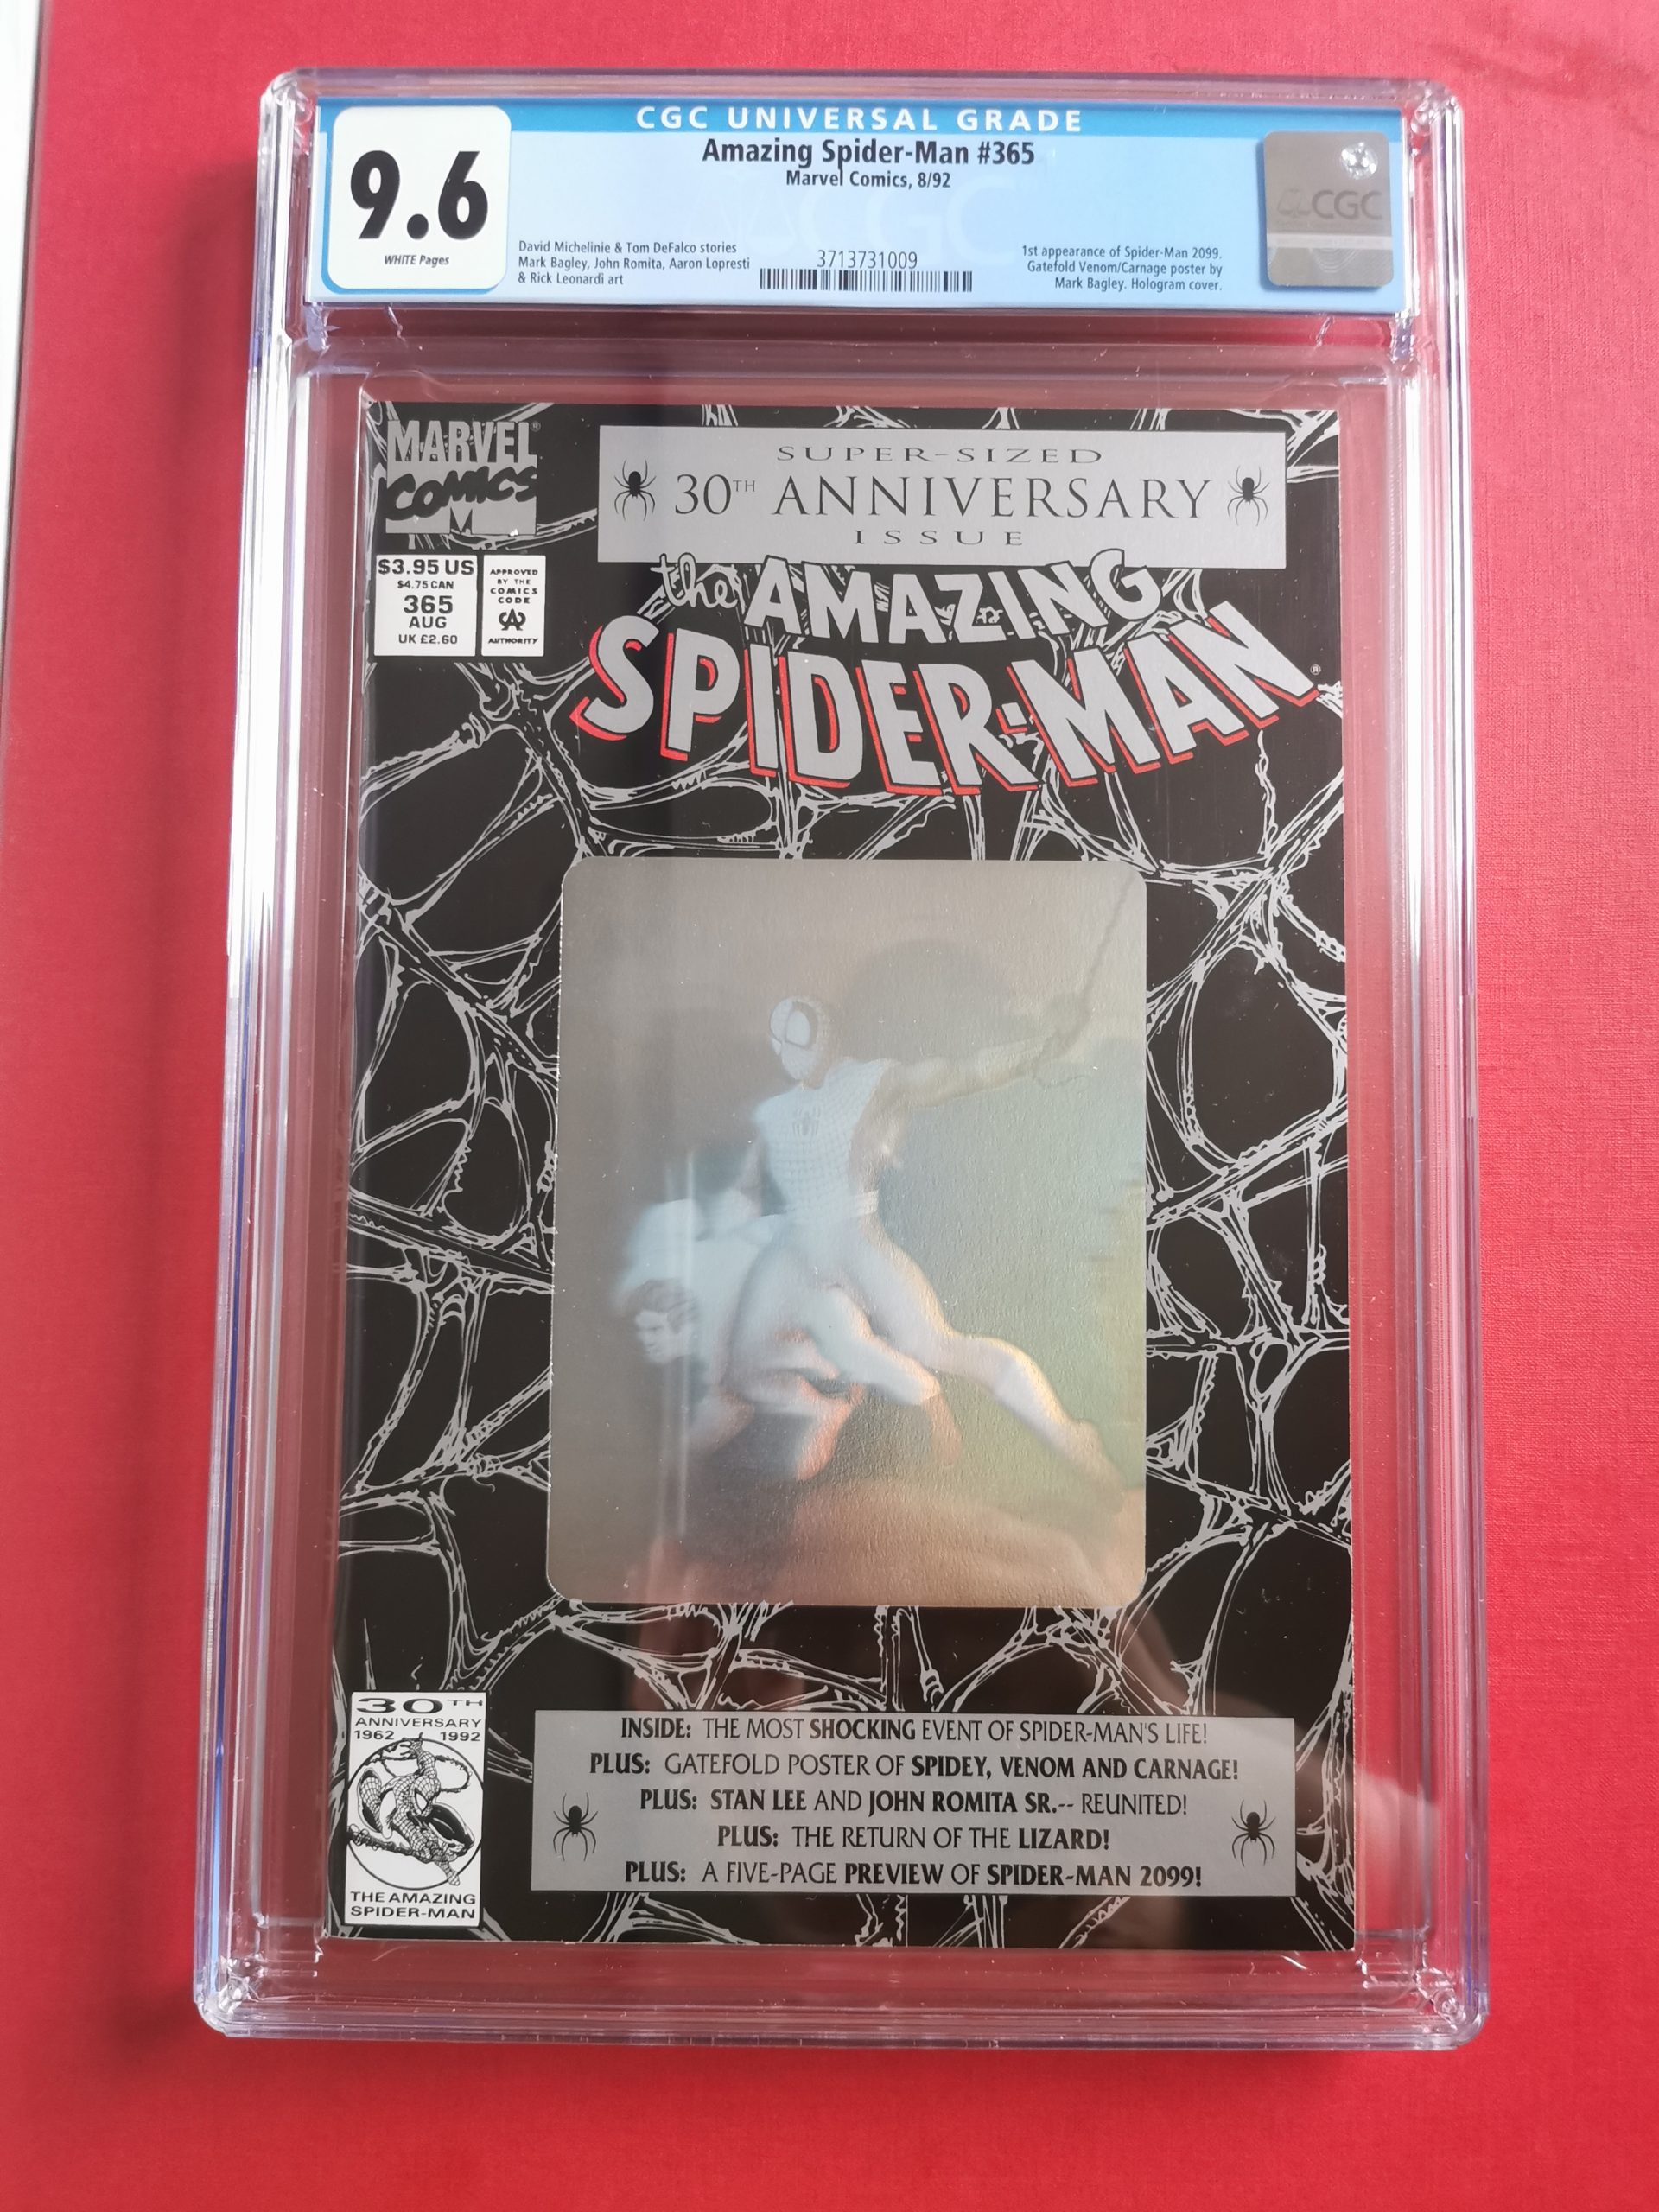 CGC UNIVERSAL GRADE
9.6
WHITE Pages
Amazing Spider-Man #365
Marvel Comics, 8/92
David Michelinie & Tom DeFalco stories
Mark Bagley, John Romita, Aaron Lopresti
& Rick Leonardi art
3713731009
1st appearance of Spider-Man 2099.
Gatefold Venom/Carnage poster by
Mark Bagley. Hologram cover.
CGC
MARVEL®
COMICS
M
SUPER-SIZED
30TH ANNIVERSARY
ISSUE
$3.95 US
$4.75 CAN
365
AUG
UK £2.60
APPROVED
BY THE
COMICS
CODE
CA
AUTHORITY
the AMAZING
SPIDER-MAN®
30TH
ANNIVERSARY
1962 1992
THE AMAZING
SPIDER-MAN
INSIDE: THE MOST SHOCKING EVENT OF SPIDER-MAN'S LIFE!
PLUS: GATEFOLD POSTER OF SPIDEY, VENOM AND CARNAGE!
PLUS: STAN LEE AND JOHN ROMITA SR.-- REUNITED!
PLUS: THE RETURN OF THE LIZARD!
PLUS: A FIVE-PAGE PREVIEW OF SPIDER-MAN 2099!